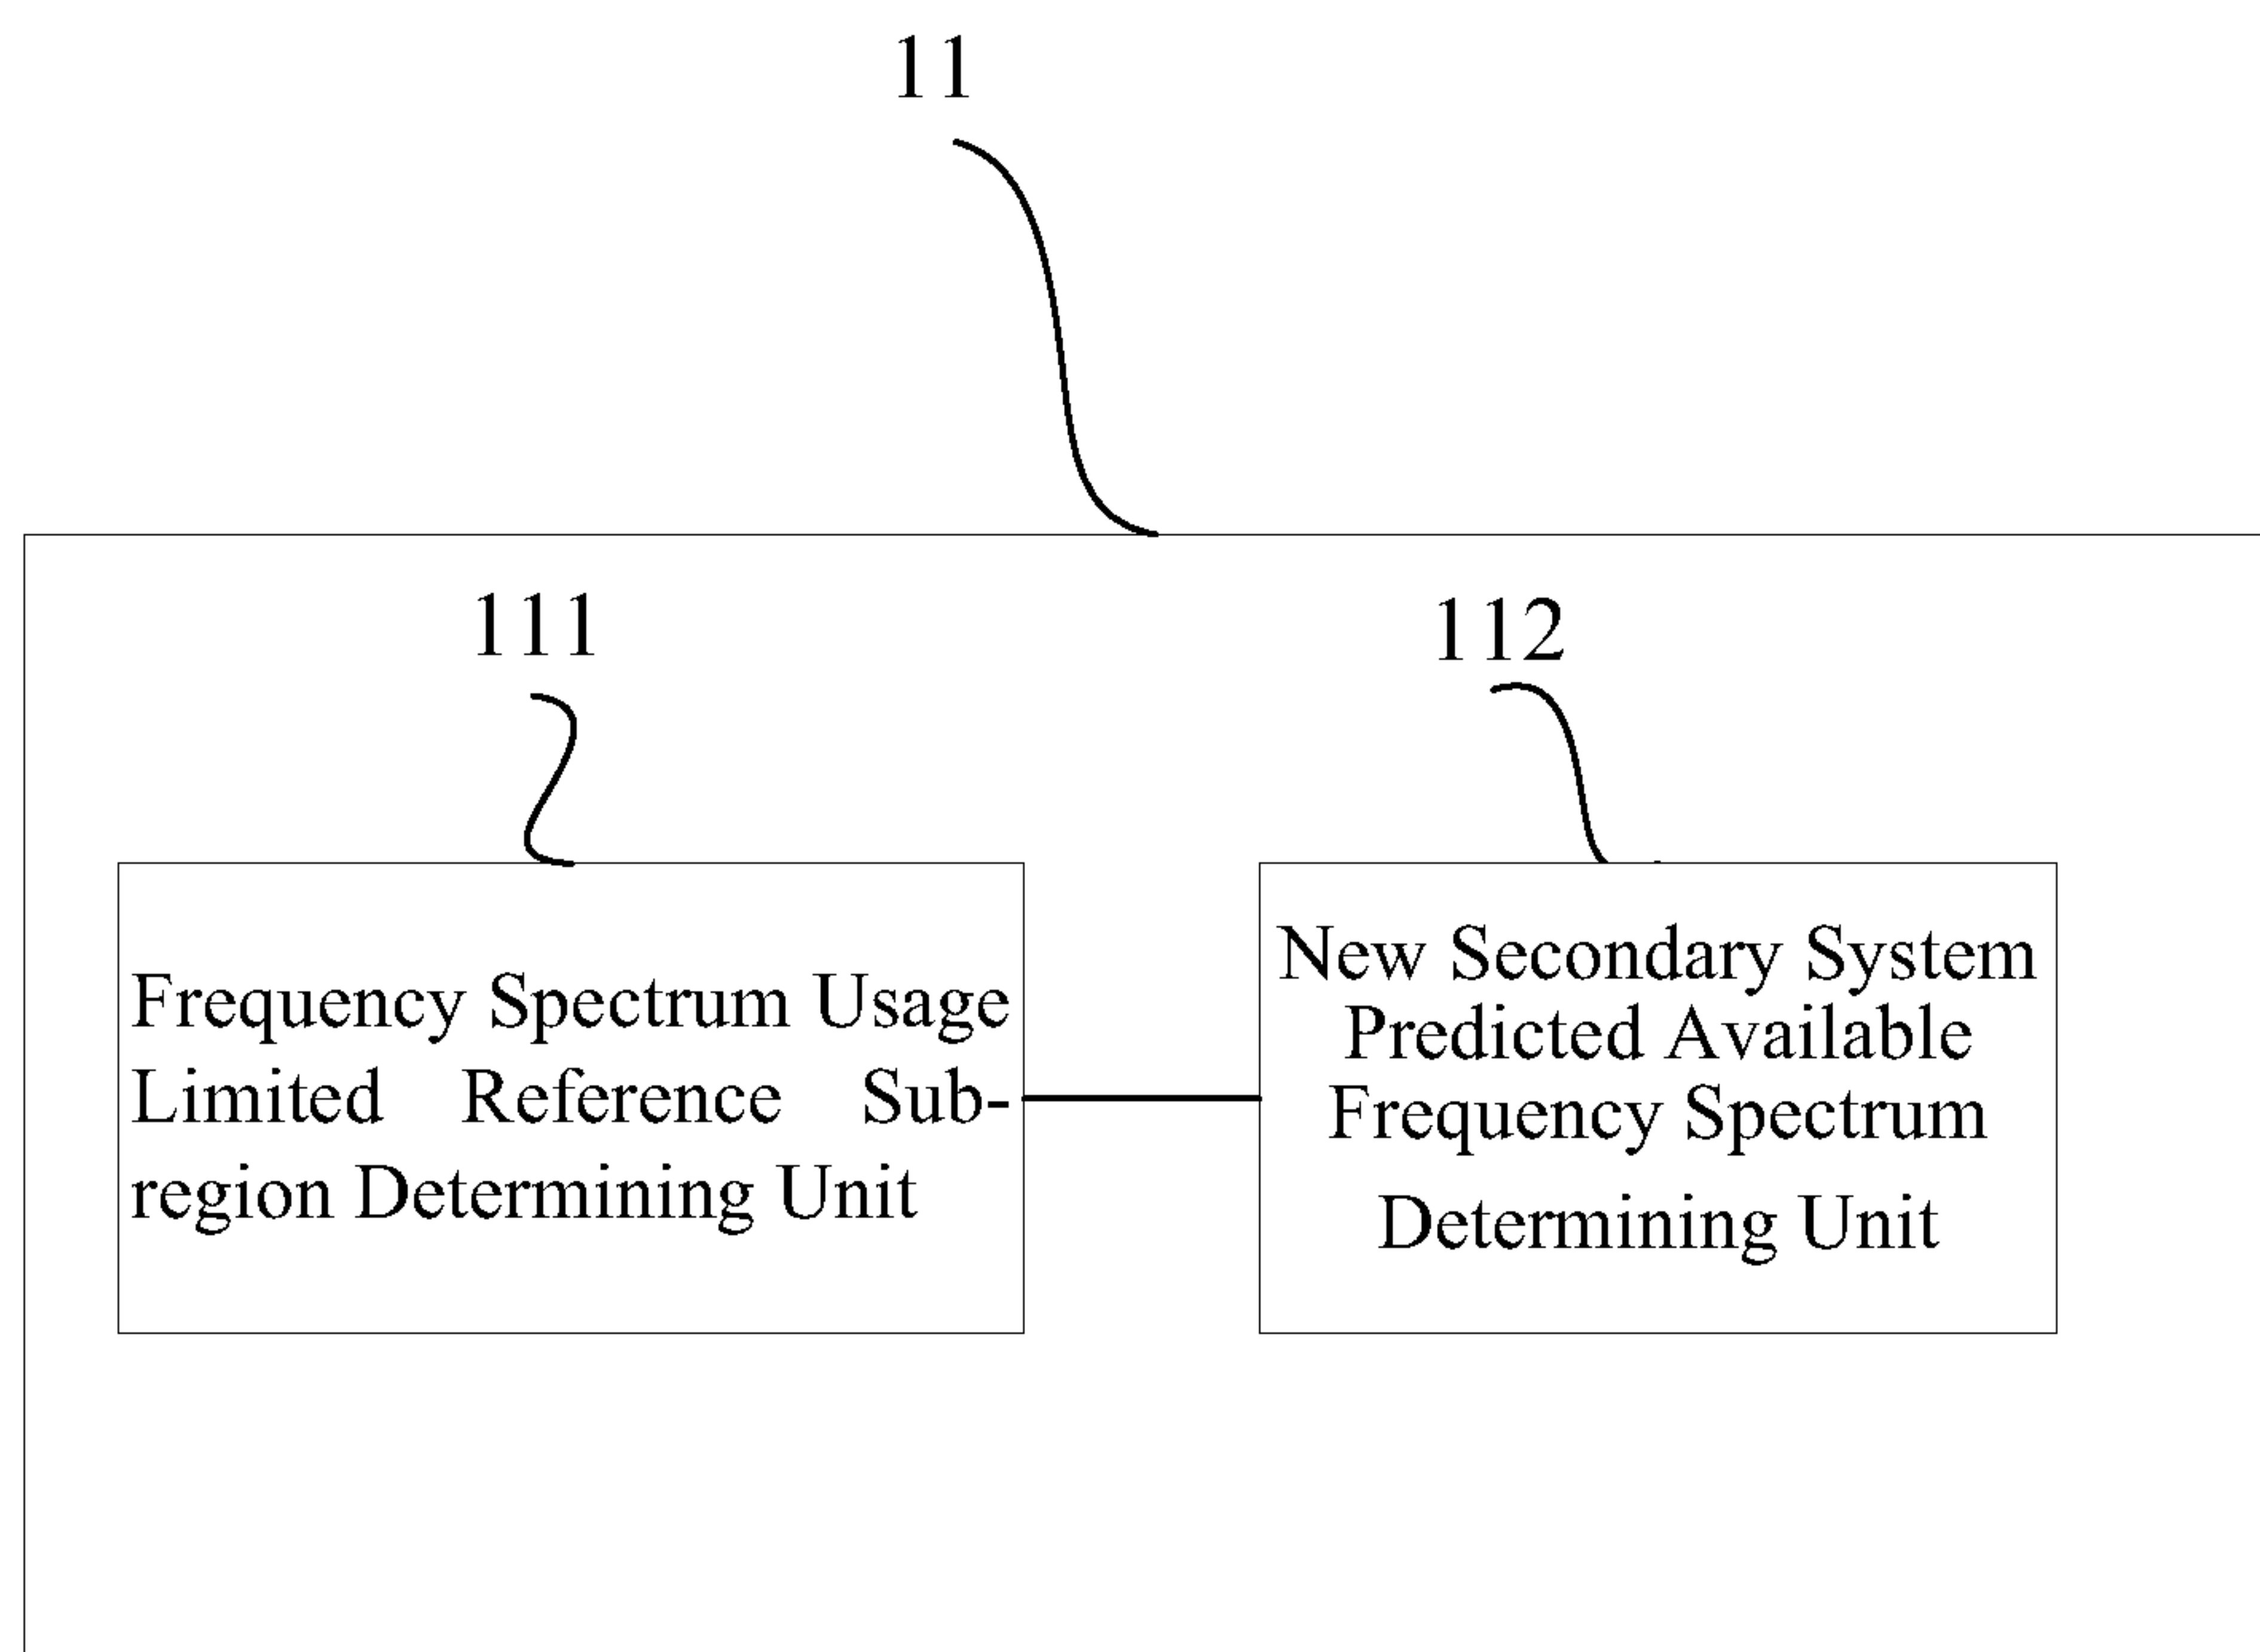 11
111
112
Frequency Spectrum Usage
Limited Reference Sub-
region Determining Unit
New Secondary System
Predicted Available
Frequency Spectrum
Determining Unit